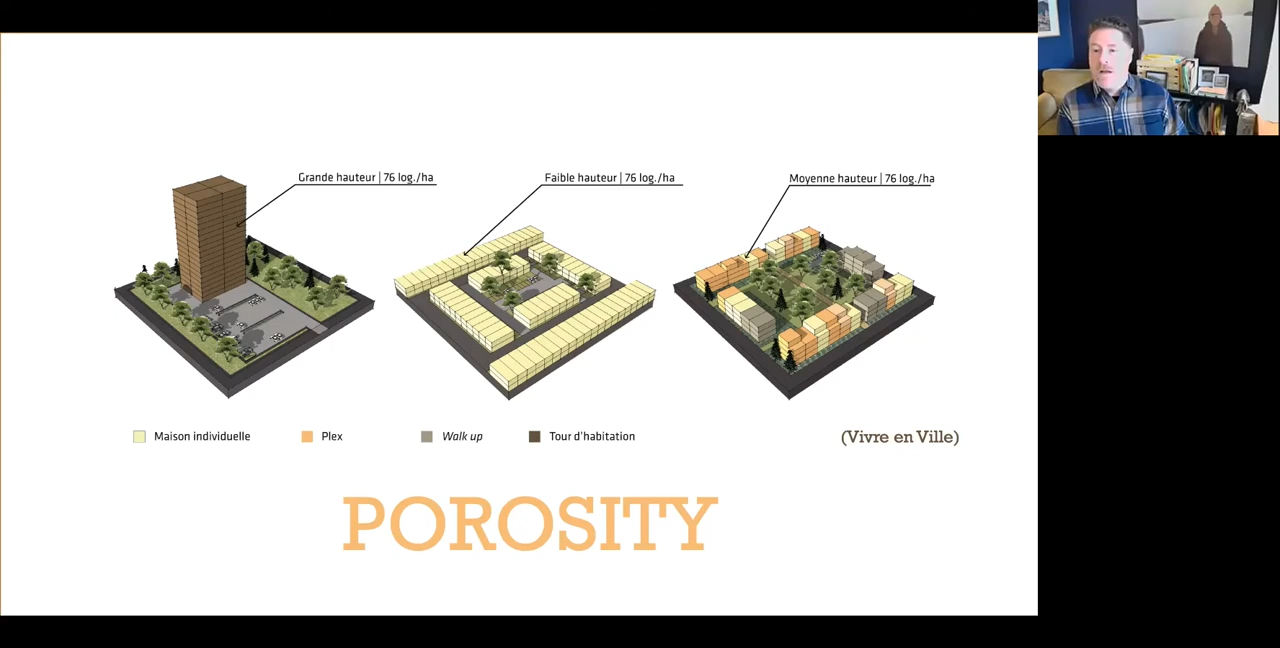 Grande hauteur | 76 log./ha
Faible hauteur | 76 log./ha
Moyenne hauteur | 76 log./ha
Maison individuelle
Plex
Walk up
Tour d'habitation
(Vivre en Ville)
POROSITY